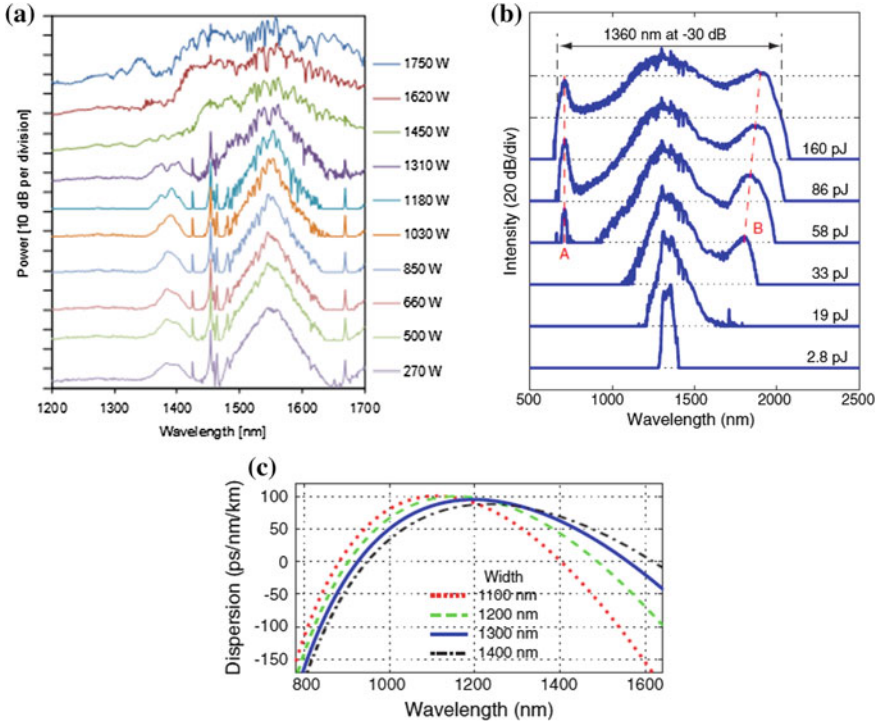 (a)
Power [10 dB per division]
1750 W
1620 W
1450 W
1310 W
1180 W
1030 W
850 W
660 W
500 W
270 W
1200 1300 1400 1500 1600 1700
Wavelength [nm]
(b)
1360 nm at -30 dB
Intensity (20 dB/div)
160 pJ
86 pJ
58 pJ
33 pJ
19 pJ
2.8 pJ
A
B
500 1000 1500 2000 2500
Wavelength (nm)
(c)
Dispersion (ps/nm/km)
100
50
0
-50
-100
-150
Width
1100 nm
1200 nm
1300 nm
1400 nm
800 1000 1200 1400 1600
Wavelength (nm)